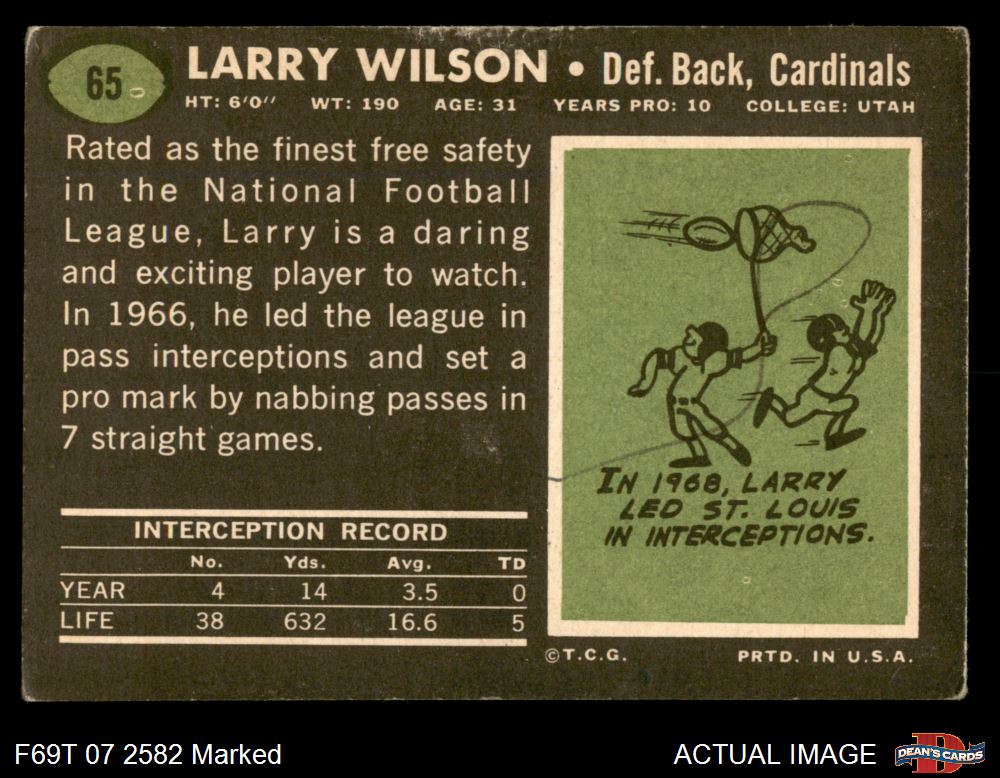 65
LARRY WILSON • Def. Back, Cardinals
HT: 6'0" WT: 190 AGE: 31 YEARS PRO: 10 COLLEGE: UTAH
Rated as the finest free safety
in the National Football
League, Larry is a daring
and exciting player to watch.
In 1966, he led the league in
pass interceptions and set a
pro mark by nabbing passes in
7 straight games.
INTERCEPTION RECORD
No. Yds. Avg. TD
YEAR 4 14 3.5 0
LIFE 38 632 16.6 5
IN 1968, LARRY
LED ST. LOUIS
IN INTERCEPTIONS.
©T.C.G. PRTD. IN U.S.A.
F69T 07 2582 Marked
ACTUAL IMAGE
DEAN'S CARDS